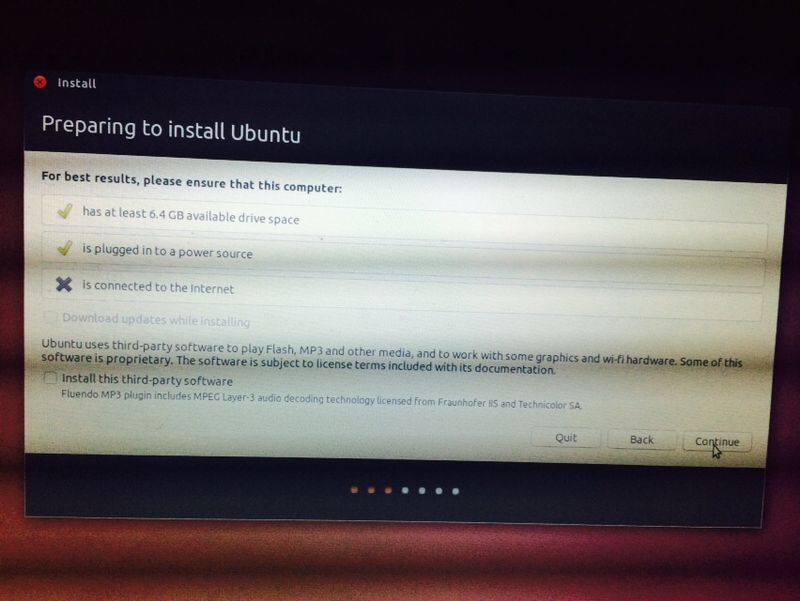 Install
Preparing to install Ubuntu
For best results, please ensure that this computer:
has at least 6.4 GB available drive space
is plugged in to a power source
is connected to the Internet
Download updates while installing
Ubuntu uses third-party software to play Flash, MP3 and other media, and to work with some graphics and wi-fi hardware. Some of this
software is proprietary. The software is subject to license terms included with its documentation.
Install this third-party software
Fluendo MP3 plugin includes MPEG Layer-3 audio decoding technology licensed from Fraunhofer IIS and Technicolor SA.
Quit Back Continue